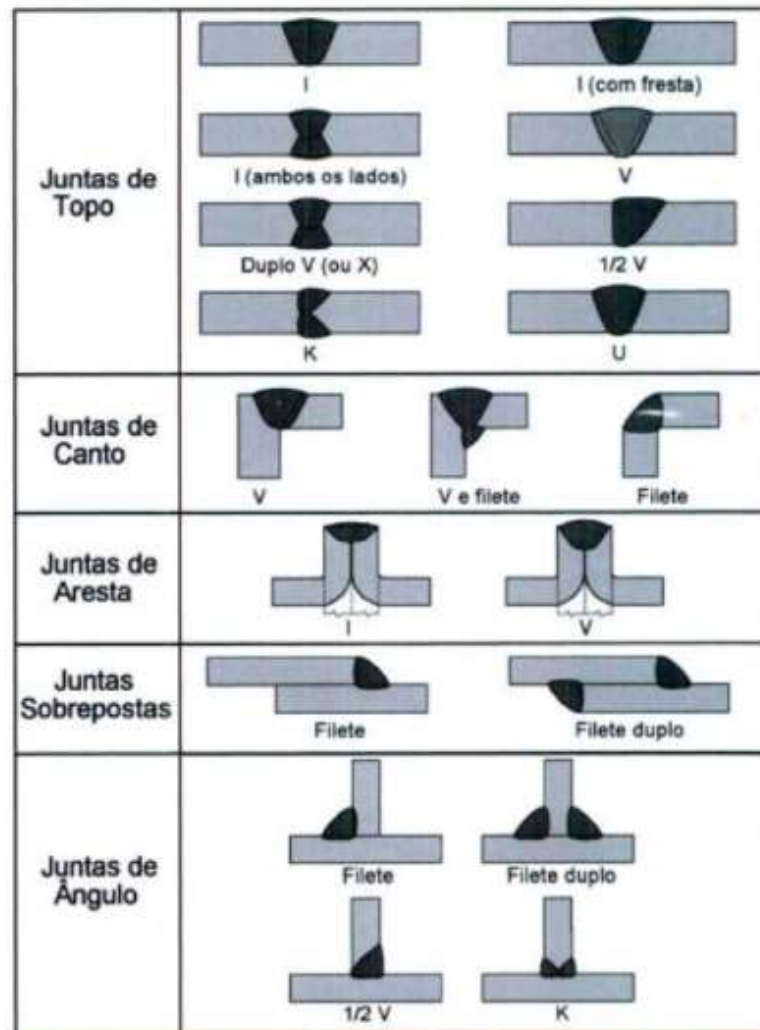 Juntas de
Topo
I
I (com fresta)
I (ambos os lados)
V
Duplo V (ou X)
1/2 V
K
U
Juntas de
Canto
V
V e filete
Filete
Juntas de
Aresta
I
V
Juntas
Sobrepostas
Filete
Filete duplo
Juntas de
Ângulo
Filete
Filete duplo
1/2 V
K